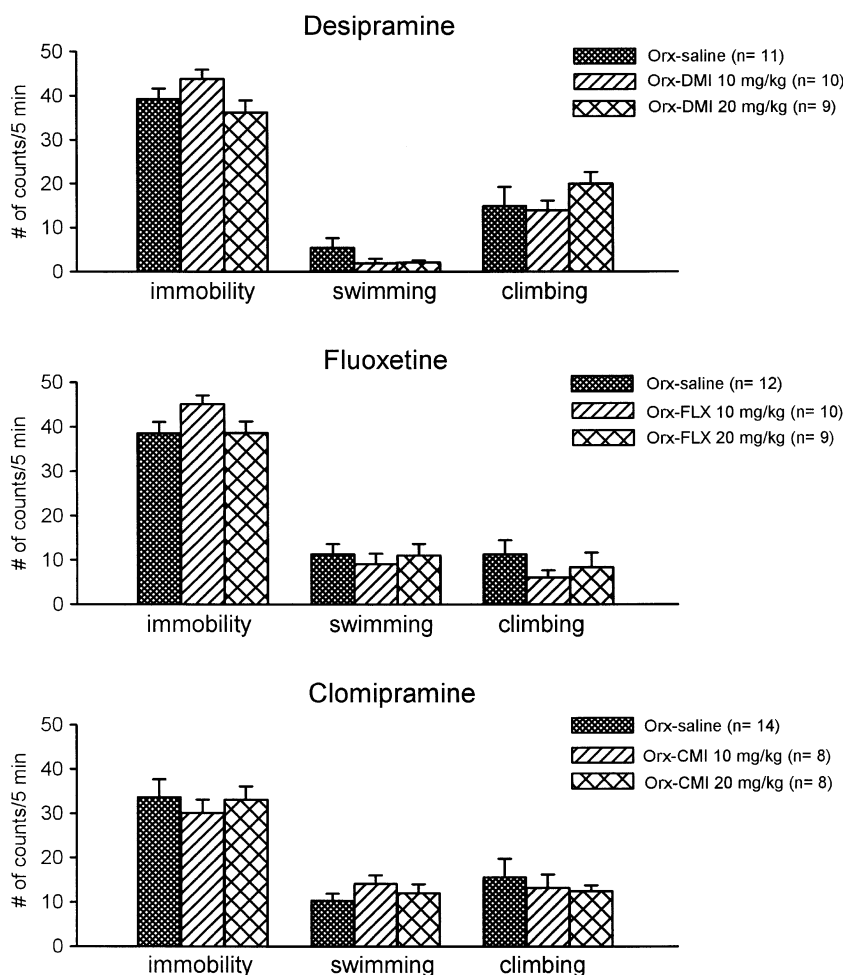 Desipramine
50
40
30
20
10
0
# of counts/5 min
Orx-saline (n= 11)
Orx-DMI 10 mg/kg (n= 10)
Orx-DMI 20 mg/kg (n= 9)
immobility swimming climbing
Fluoxetine
50
40
30
20
10
0
# of counts/5 min
Orx-saline (n= 12)
Orx-FLX 10 mg/kg (n= 10)
Orx-FLX 20 mg/kg (n= 9)
immobility swimming climbing
Clomipramine
50
40
30
20
10
0
# of counts/5 min
Orx-saline (n= 14)
Orx-CMI 10 mg/kg (n= 8)
Orx-CMI 20 mg/kg (n= 8)
immobility swimming climbing